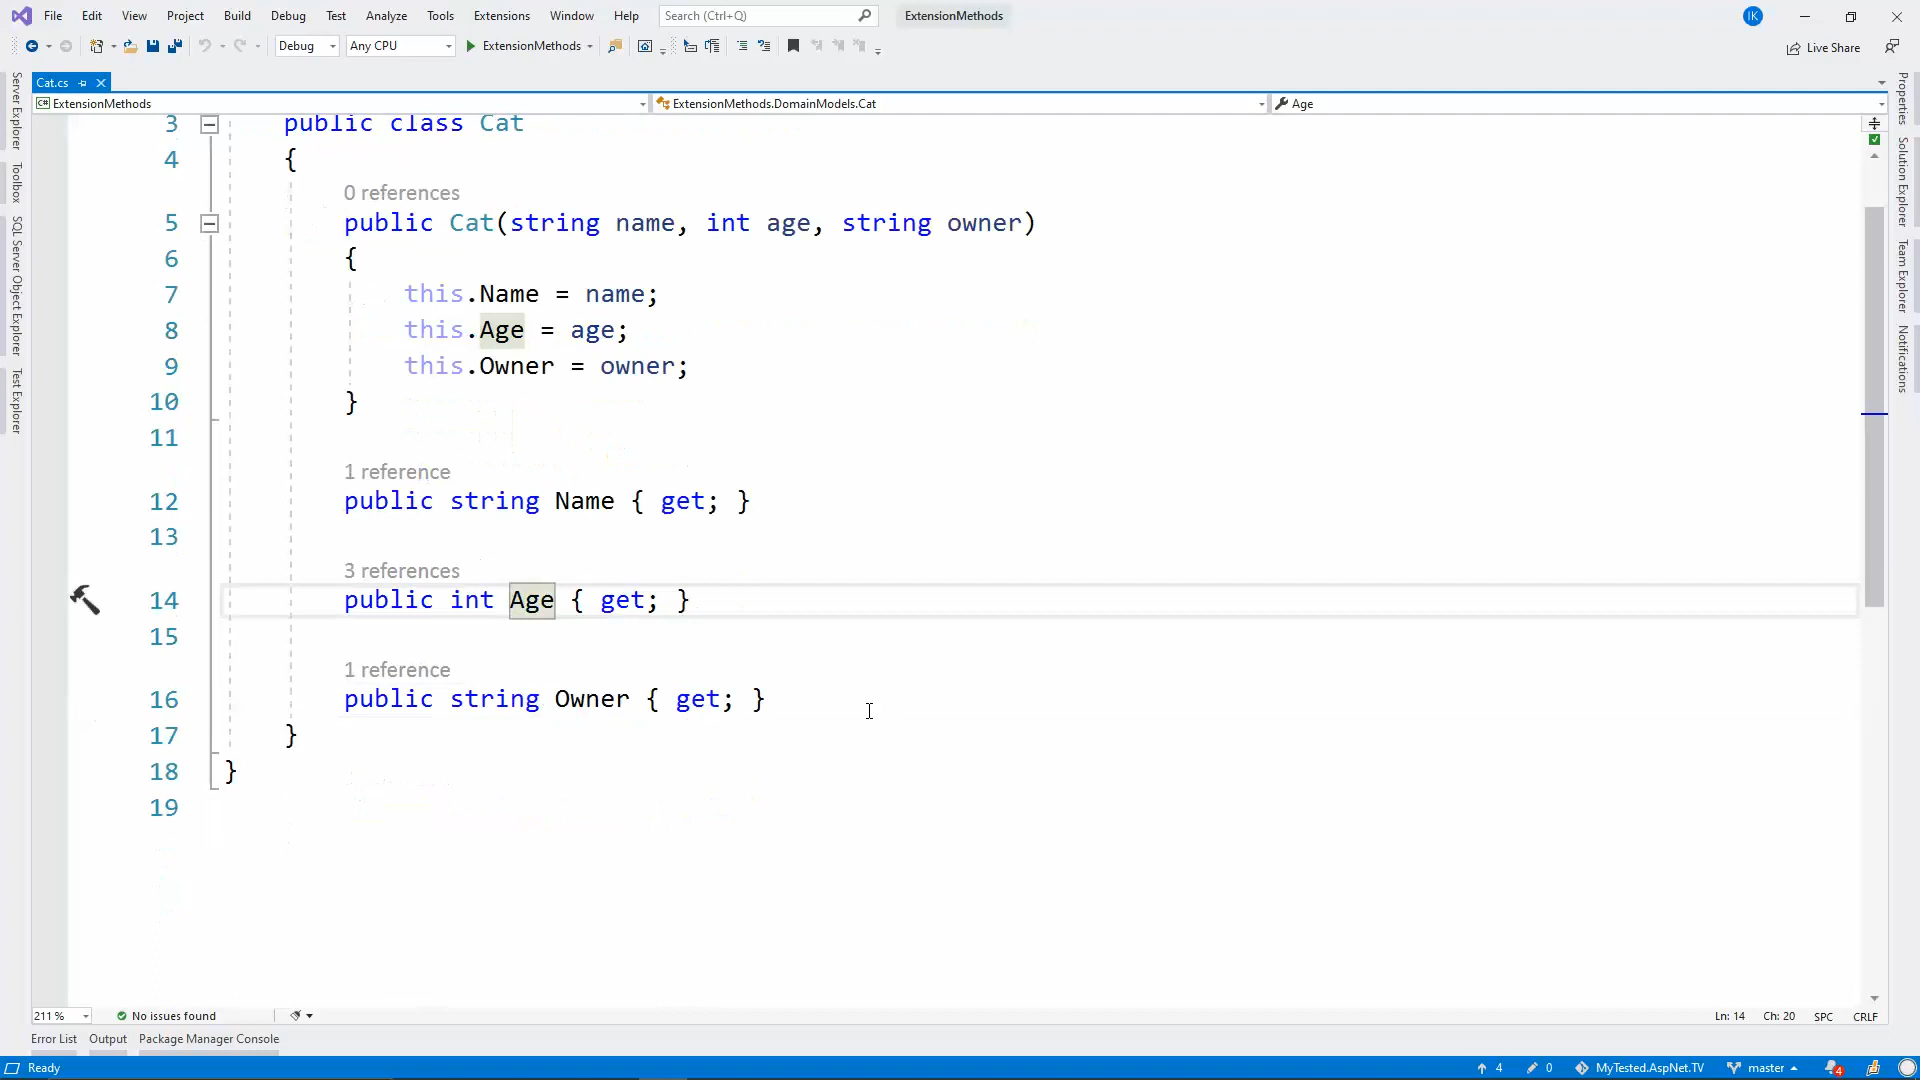 File Edit View Project Build Debug Test Analyze Tools Extensions Window Help Search (Ctrl+Q) ExtensionMethods IK
Debug Any CPU ExtensionMethods Live Share
Cat.cs
C# ExtensionMethods ExtensionMethods.DomainModels.Cat Age
Server Explorer
Toolbox
SQL Server Object Explorer
Test Explorer
3 public class Cat
4 {
0 references
5 public Cat(string name, int age, string owner)
6 {
7 this.Name = name;
8 this.Age = age;
9 this.Owner = owner;
10 }
11
1 reference
12 public string Name { get; }
13
3 references
14 public int Age { get; }
15
1 reference
16 public string Owner { get; }
17 }
18 }
19
Properties
Solution Explorer
Team Explorer
Notifications
211 % No issues found Ln: 14 Ch: 20 SPC CRLF
Error List Output Package Manager Console
Ready 4 0 MyTested.AspNet.TV master 4